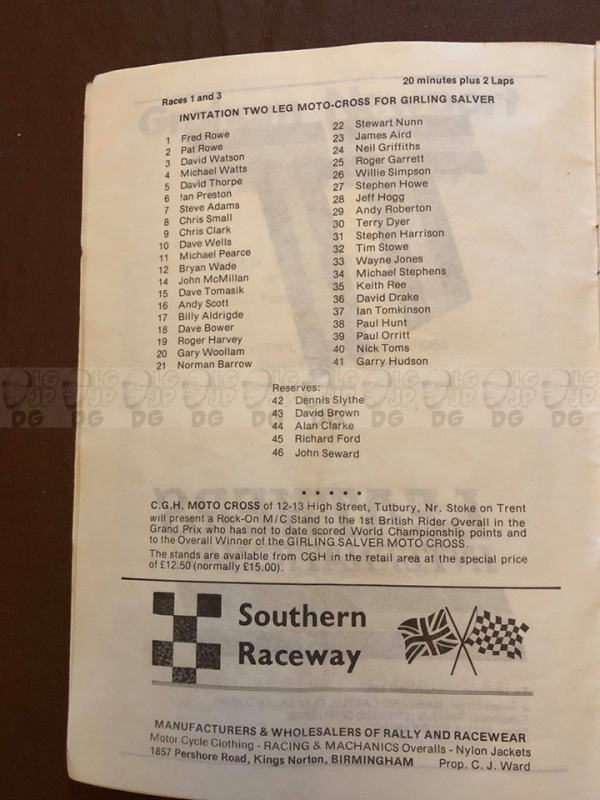 Races 1 and 3
20 minutes plus 2 Laps
INVITATION TWO LEG MOTO-CROSS FOR GIRLING SALVER
1 Fred Rowe
2 Pat Rowe
3 David Watson
4 Michael Watts
5 David Thorpe
6 Ian Preston
7 Steve Adams
8 Chris Small
9 Chris Clark
10 Dave Wells
11 Michael Pearce
12 Bryan Wade
14 John McMillan
15 Dave Tomasik
16 Andy Scott
17 Billy Aldrigde
18 Dave Bower
19 Roger Harvey
20 Gary Woollam
21 Norman Barrow
22 Stewart Nunn
23 James Aird
24 Neil Griffiths
25 Roger Garrett
26 Willie Simpson
27 Stephen Howe
28 Jeff Hogg
29 Andy Roberton
30 Terry Dyer
31 Stephen Harrison
32 Tim Stowe
33 Wayne Jones
34 Michael Stephens
35 Keith Ree
36 David Drake
37 Ian Tomkinson
38 Paul Hunt
39 Paul Orritt
40 Nick Toms
41 Garry Hudson
Reserves:
42 Dennis Slythe
43 David Brown
44 Alan Clarke
45 Richard Ford
46 John Seward
C.G.H. MOTO CROSS of 12-13 High Street, Tutbury, Nr. Stoke on Trent
will present a Rock-On M/C Stand to the 1st British Rider Overall in the
Grand Prix who has not to date scored World Championship points and
to the Overall Winner of the GIRLING SALVER MOTO CROSS.
The stands are available from CGH in the retail area at the special price
of £12.50 (normally £15.00).
Southern
Raceway
MANUFACTURERS & WHOLESALERS OF RALLY AND RACEWEAR
Motor Cycle Clothing - RACING & MACHANICS Overalls - Nylon Jackets
1857 Pershore Road, Kings Norton, BIRMINGHAM Prop. C. J. Ward